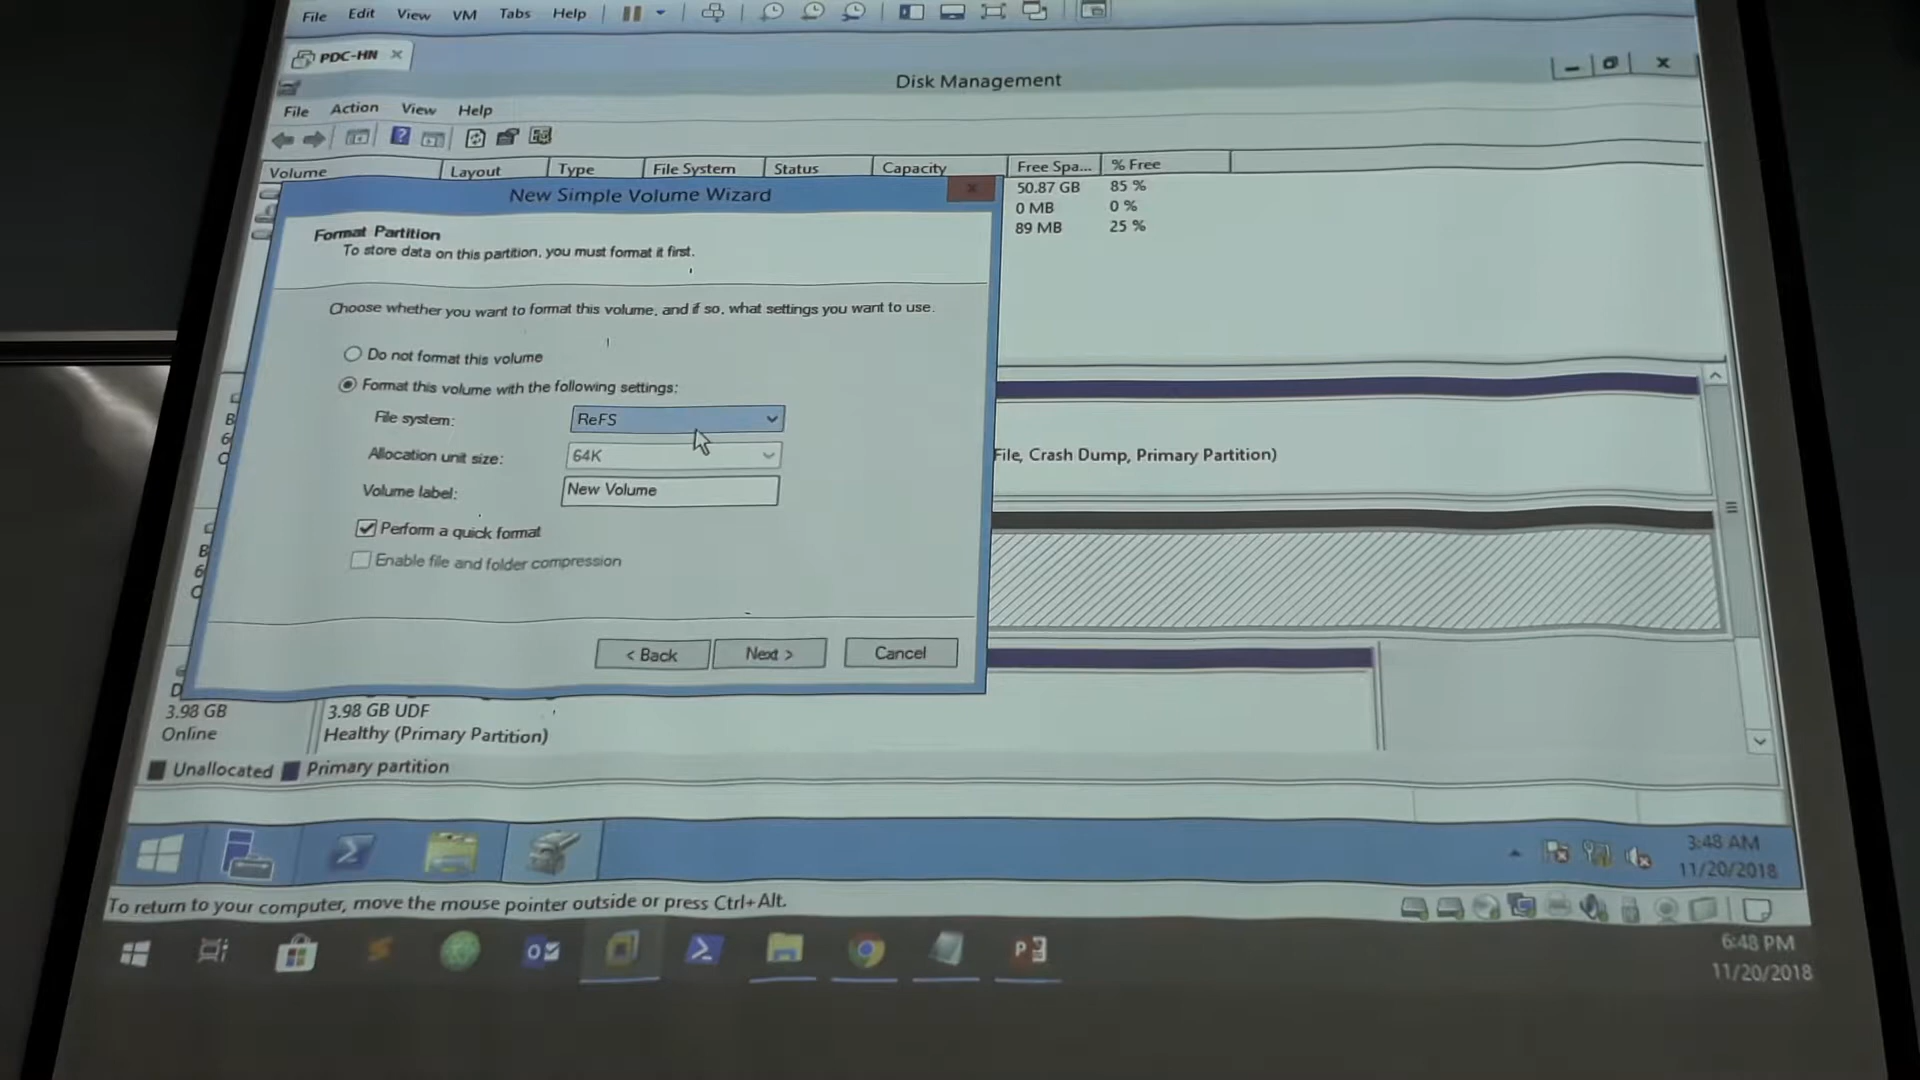 File Edit View VM Tabs Help
PDC-HN
Disk Management
File Action View Help
Volume Layout Type File System Status Capacity Free Spa... % Free
50.87 GB 85 %
0 MB 0 %
89 MB 25 %
New Simple Volume Wizard
Format Partition
To store data on this partition, you must format it first.
Choose whether you want to format this volume, and if so, what settings you want to use.
Do not format this volume
Format this volume with the following settings:
File system: ReFS
Allocation unit size: 64K
Volume label: New Volume
Perform a quick format
Enable file and folder compression
< Back Next > Cancel
File, Crash Dump, Primary Partition)
3.98 GB 3.98 GB UDF
Online Healthy (Primary Partition)
Unallocated Primary partition
3:48 AM
11/20/2018
To return to your computer, move the mouse pointer outside or press Ctrl+Alt.
6:48 PM
11/20/2018